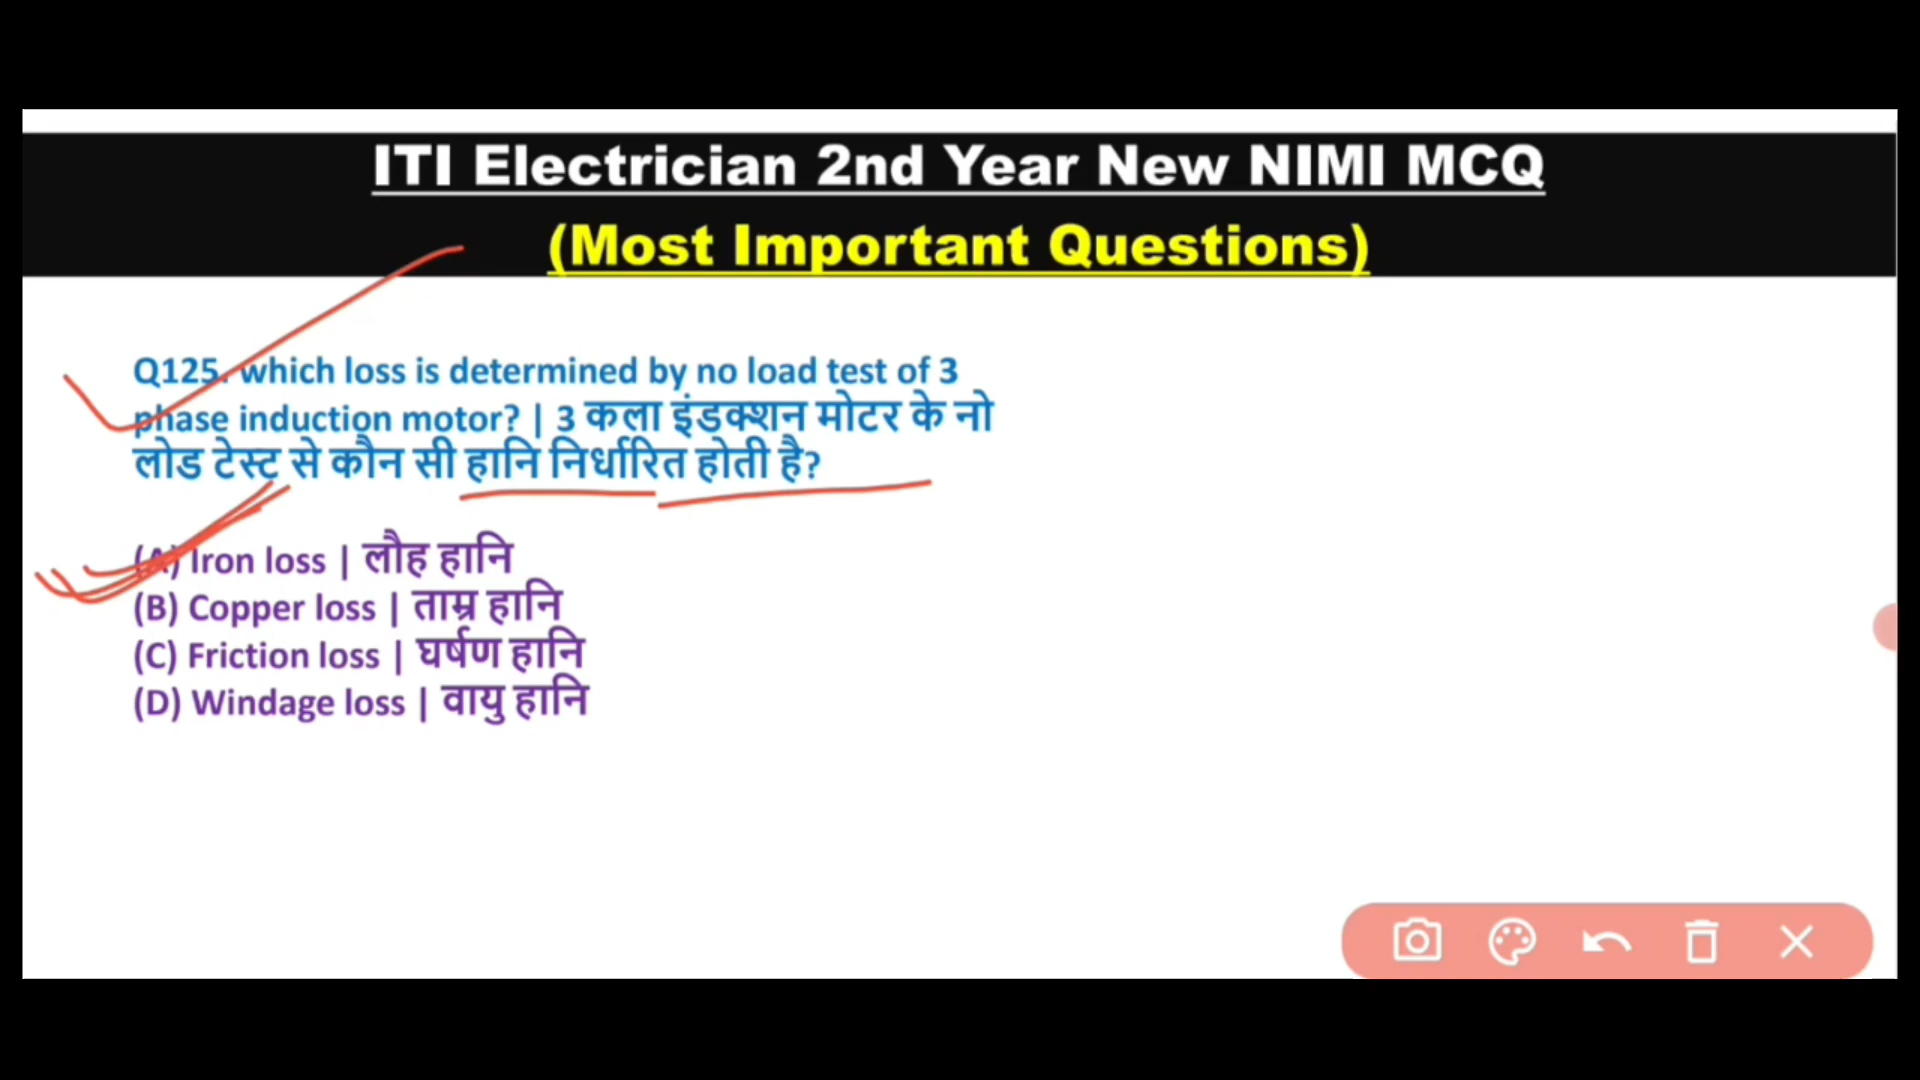 ITI Electrician 2nd Year New NIMI MCQ
(Most Important Questions)
Q125. which loss is determined by no load test of 3
phase induction motor? | 3 कला इंडक्शन मोटर के नो
लोड टेस्ट से कौन सी हानि निर्धारित होती है?
(A) Iron loss | लौह हानि
(B) Copper loss | ताम्र हानि
(C) Friction loss | घर्षण हानि
(D) Windage loss | वायु हानि